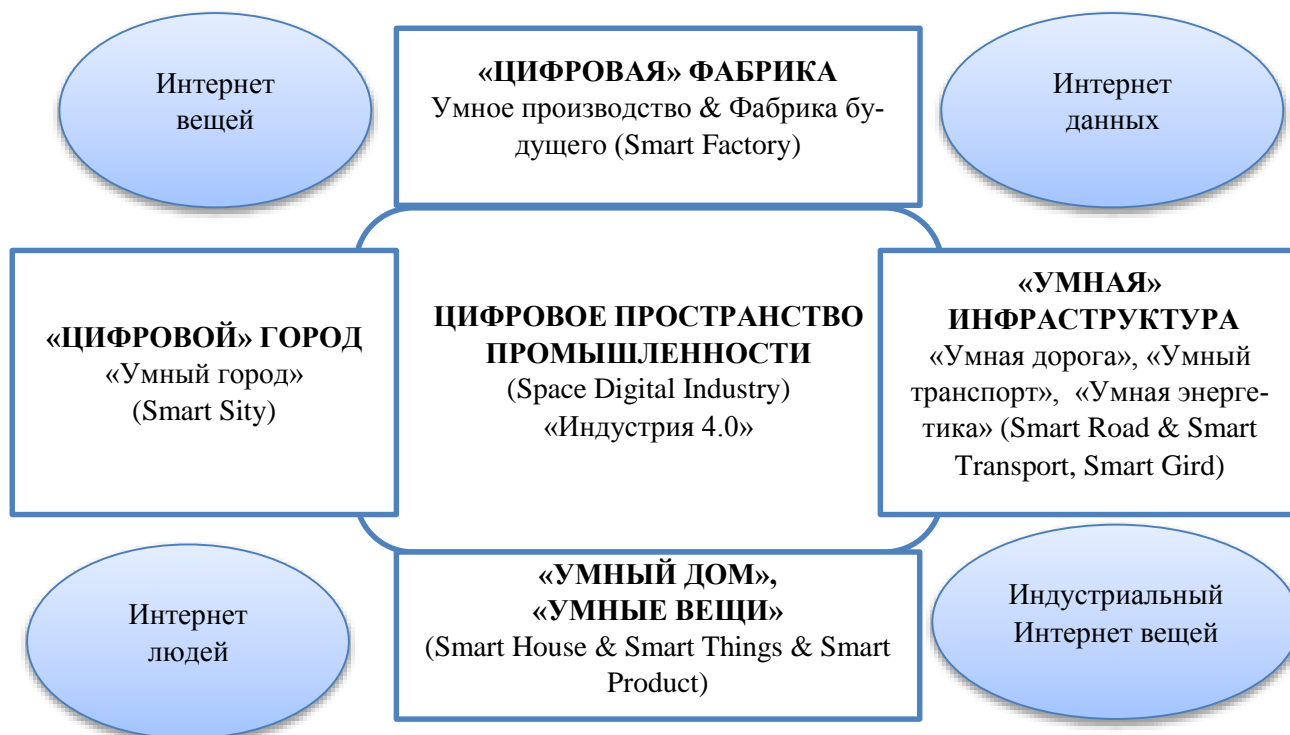 Интернет
вещей
«ЦИФРОВАЯ» ФАБРИКА
Умное производство & Фабрика бу-
дущего (Smart Factory)
Интернет
данных
«ЦИФРОВОЙ» ГОРОД
«Умный город»
(Smart Sity)
ЦИФРОВОЕ ПРОСТРАНСТВО
ПРОМЫШЛЕННОСТИ
(Space Digital Industry)
«Индустрия 4.0»
«УМНАЯ»
ИНФРАСТРУКТУРА
«Умная дорога», «Умный
транспорт», «Умная энерге-
тика» (Smart Road & Smart
Transport, Smart Gird)
Интернет
людей
«УМНЫЙ ДОМ»,
«УМНЫЕ ВЕЩИ»
(Smart House & Smart Things & Smart
Product)
Индустриальный
Интернет вещей